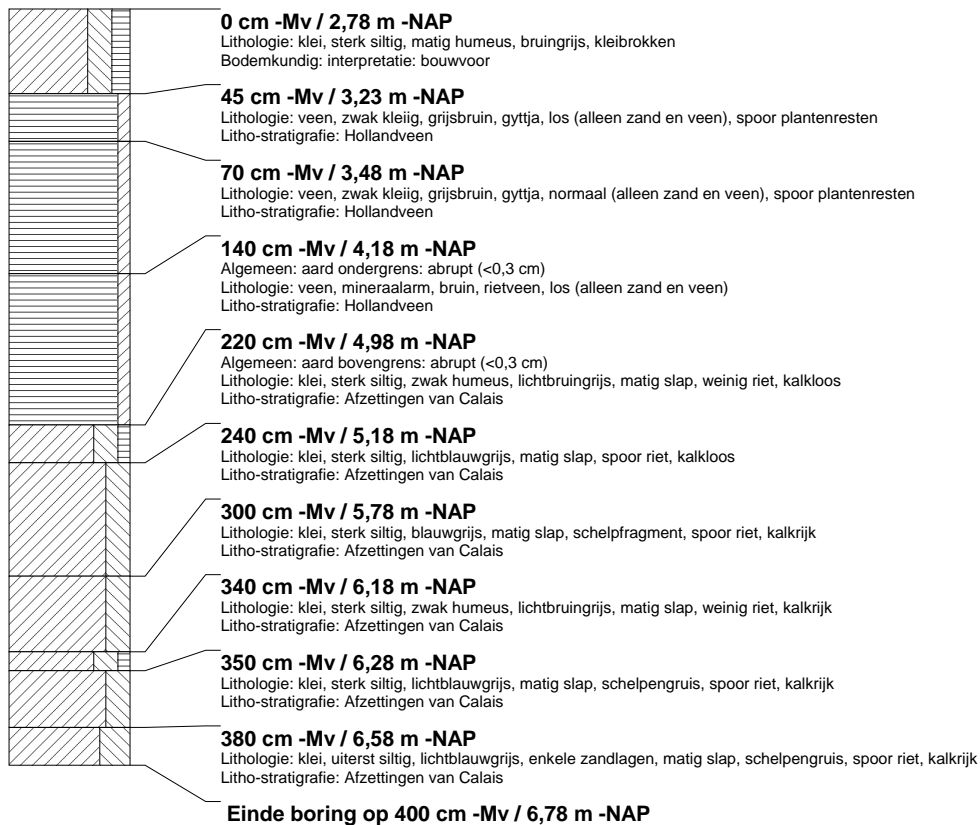 0 cm -Mv / 2,78 m -NAP
Lithologie: klei, sterk siltig, matig humeus, bruingrijs, kleibrokken
Bodemkundig: interpretatie: bouwvoor
45 cm -Mv / 3,23 m -NAP
Lithologie: veen, zwak kleiig, grijsbruin, gyttja, los (alleen zand en veen), spoor plantenresten
Litho-stratigrafie: Hollandveen
70 cm -Mv / 3,48 m -NAP
Lithologie: veen, zwak kleiig, grijsbruin, gyttja, normaal (alleen zand en veen), spoor plantenresten
Litho-stratigrafie: Hollandveen
140 cm -Mv / 4,18 m -NAP
Algemeen: aard ondergrens: abrupt (<0,3 cm)
Lithologie: veen, mineraalarm, bruin, rietveen, los (alleen zand en veen)
Litho-stratigrafie: Hollandveen
220 cm -Mv / 4,98 m -NAP
Algemeen: aard bovengrens: abrupt (<0,3 cm)
Lithologie: klei, sterk siltig, zwak humeus, lichtbruingrijs, matig slap, weinig riet, kalkloos
Litho-stratigrafie: Afzettingen van Calais
240 cm -Mv / 5,18 m -NAP
Lithologie: klei, sterk siltig, lichtblauwgrijs, matig slap, spoor riet, kalkloos
Litho-stratigrafie: Afzettingen van Calais
300 cm -Mv / 5,78 m -NAP
Lithologie: klei, sterk siltig, blauwgrijs, matig slap, schelpfragment, spoor riet, kalkrijk
Litho-stratigrafie: Afzettingen van Calais
340 cm -Mv / 6,18 m -NAP
Lithologie: klei, sterk siltig, zwak humeus, lichtbruingrijs, matig slap, weinig riet, kalkrijk
Litho-stratigrafie: Afzettingen van Calais
350 cm -Mv / 6,28 m -NAP
Lithologie: klei, sterk siltig, lichtblauwgrijs, matig slap, schelpengruis, spoor riet, kalkrijk
Litho-stratigrafie: Afzettingen van Calais
380 cm -Mv / 6,58 m -NAP
Lithologie: klei, uiterst siltig, lichtblauwgrijs, enkele zandlagen, matig slap, schelpengruis, spoor riet, kalkrijk
Litho-stratigrafie: Afzettingen van Calais
Einde boring op 400 cm -Mv / 6,78 m -NAP